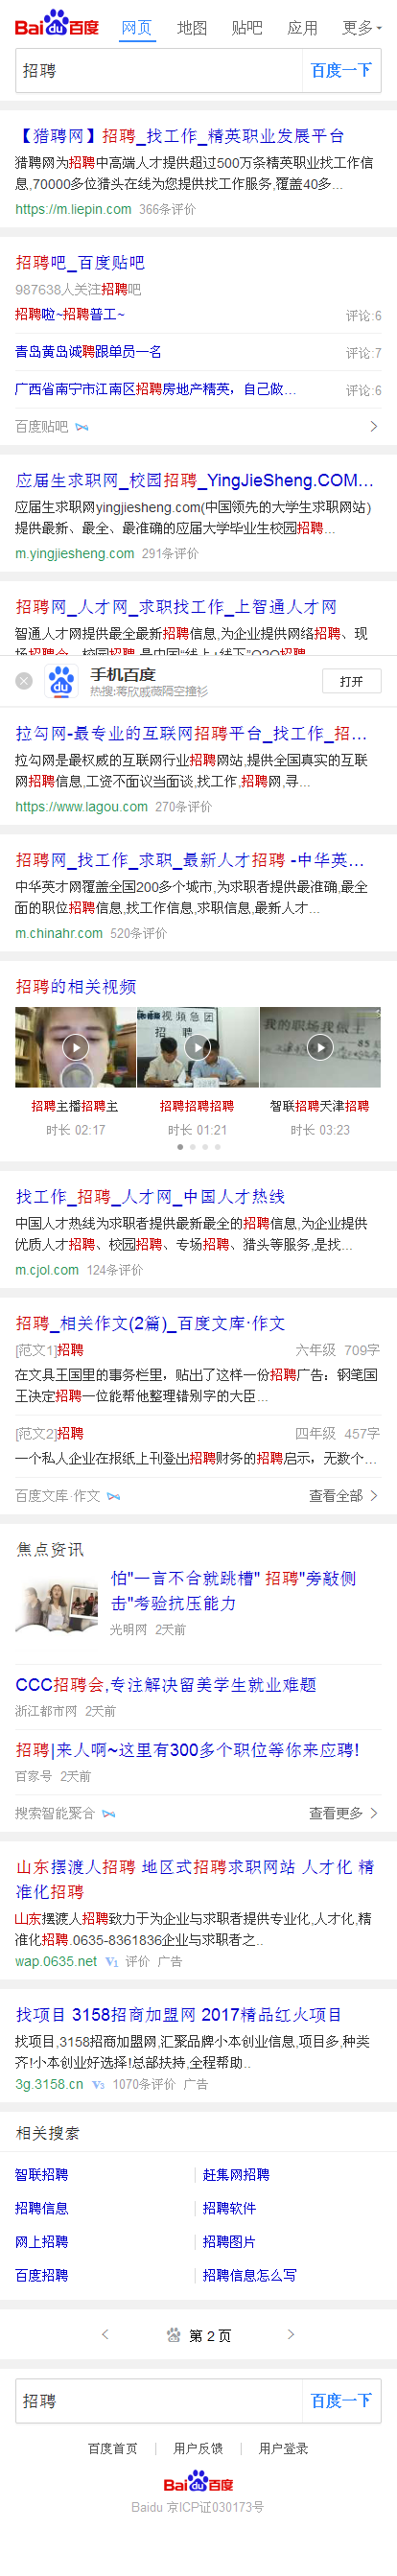 Bai du 百度
网页 地图 贴吧 应用 更多
招聘 百度一下
【猎聘网】招聘_找工作_精英职业发展平台
猎聘网为招聘中高端人才提供超过500万条精英职业找工作信
息,70000多位猎头在线为您提供找工作服务,覆盖40多...
https://m.liepin.com 366条评价
招聘吧_百度贴吧
987638人关注招聘吧
招聘啦~招聘普工~ 评论:6
青岛黄岛诚聘跟单员一名 评论:7
广西省南宁市江南区招聘房地产精英，自己做... 评论:6
百度贴吧
应届生求职网_校园招聘_YingJieSheng.COM...
应届生求职网yingjiesheng.com(中国领先的大学生求职网站)
提供最新、最全、最准确的应届大学毕业生校园招聘...
m.yingjiesheng.com 291条评价
招聘网_人才网_求职找工作_上智通人才网
智通人才网提供最全最新招聘信息,为企业提供网络招聘、现
场招聘会、校园招聘,是中国“线上+线下”O2O招聘
手机百度
热搜:蒋欣戚薇隔空撞衫
打开
拉勾网-最专业的互联网招聘平台_找工作_招...
拉勾网是最权威的互联网行业招聘网站,提供全国真实的互联
网招聘信息,工资不面议当面谈,找工作,招聘网,寻...
https://www.lagou.com 270条评价
招聘网_找工作_求职_最新人才招聘 -中华英...
中华英才网覆盖全国200多个城市,为求职者提供最准确,最全
面的职位招聘信息,找工作信息,求职信息,最新人才...
m.chinahr.com 520条评价
招聘的相关视频
招聘主播招聘主 招聘招聘招聘 智联招聘天津招聘
时长 02:17 时长 01:21 时长 03:23
找工作_招聘_人才网_中国人才热线
中国人才热线为求职者提供最新最全的招聘信息,为企业提供
优质人才招聘、校园招聘、专场招聘、猎头等服务,是找...
m.cjol.com 124条评价
招聘_相关作文(2篇)_百度文库·作文
[范文1]招聘 六年级 709字
在文具王国里的事务栏里，贴出了这样一份招聘广告：钢笔国
王决定招聘一位能帮他整理错别字的大臣...
[范文2]招聘 四年级 457字
一个私人企业在报纸上刊登出招聘财务的招聘启示，无数个...
百度文库·作文 查看全部
焦点资讯
怕"一言不合就跳槽" 招聘"旁敲侧
击"考验抗压能力
光明网 2天前
CCC招聘会,专注解决留美学生就业难题
浙江都市网 2天前
招聘|来人啊~这里有300多个职位等你来应聘!
百家号 2天前
搜索智能聚合 查看更多
山东摆渡人招聘 地区式招聘求职网站 人才化 精
准化招聘
山东摆渡人招聘致力于为企业与求职者提供专业化,人才化,精
准化招聘.0635-8361836企业与求职者之..
wap.0635.net V1 评价 广告
找项目 3158招商加盟网 2017精品红火项目
找项目,3158招商加盟网,汇聚品牌小本创业信息,项目多,种类
齐!小本创业好选择!总部扶持,全程帮助..
3g.3158.cn V3 1070条评价 广告
相关搜索
智联招聘 赶集网招聘
招聘信息 招聘软件
网上招聘 招聘图片
百度招聘 招聘信息怎么写
第 2 页
招聘 百度一下
百度首页 用户反馈 用户登录
Bai du 百度
Baidu 京ICP证030173号